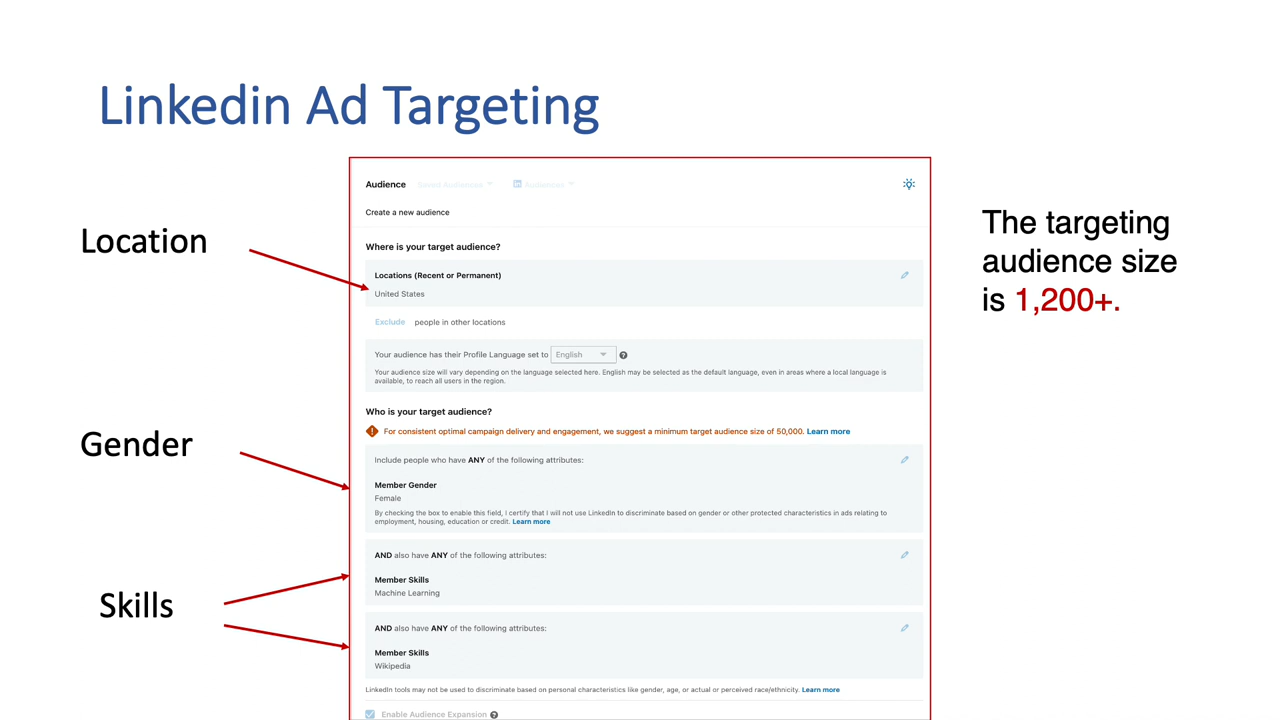 Linkedin Ad Targeting
Location
Gender
Skills
Audience Saved Audiences in Audiences
Create a new audience
Where is your target audience?
Locations (Recent or Permanent)
United States
Exclude people in other locations
Your audience has their Profile Language set to English ?
Your audience size will vary depending on the language selected here. English may be selected as the default language, even in areas where a local language is
available, to reach all users in the region.
Who is your target audience?
! For consistent optimal campaign delivery and engagement, we suggest a minimum target audience size of 50,000. Learn more
Include people who have ANY of the following attributes:
Member Gender
Female
By checking the box to enable this field, I certify that I will not use LinkedIn to discriminate based on gender or other protected characteristics in ads relating to
employment, housing, education or credit. Learn more
AND also have ANY of the following attributes:
Member Skills
Machine Learning
AND also have ANY of the following attributes:
Member Skills
Wikipedia
LinkedIn tools may not be used to discriminate based on personal characteristics like gender, age, or actual or perceived race/ethnicity. Learn more
Enable Audience Expansion ?
The targeting
audience size
is 1,200+.